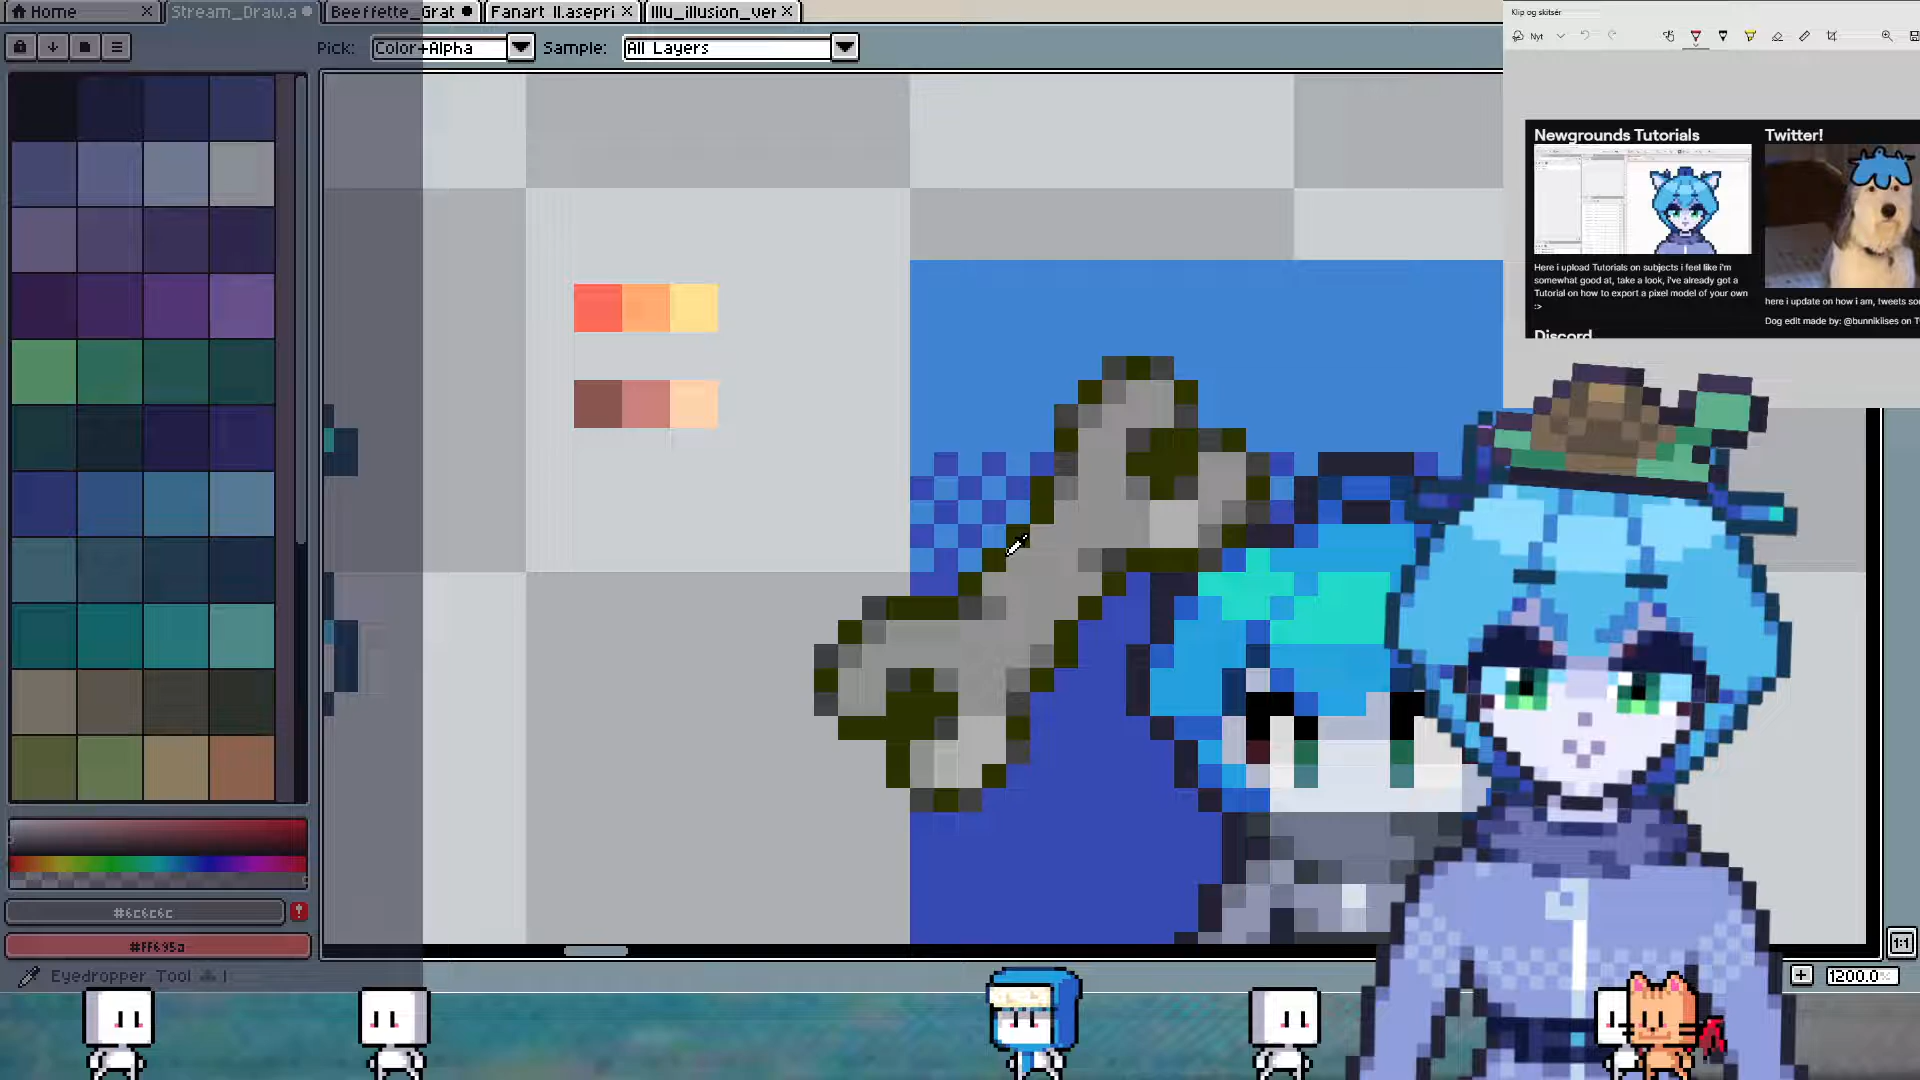 Home
Stream_Draw.a
Beeffette_Grat
Fanart II.asepri
Illu_illusion_ver
Klip og skitsér
Nyt
Pick:
Color+Alpha
Sample:
All Layers
Newgrounds Tutorials
Twitter!
Here i upload Tutorials on subjects i feel like i'm
somewhat good at, take a look, i've already got a
Tutorial on how to export a pixel model of your own
:>
here i update on how i am, tweets so
Dog edit made by: @bunniklises on T
Discord
#6c6c6c
#FF695a
Eyedropper Tool
I
1:1
1200.0